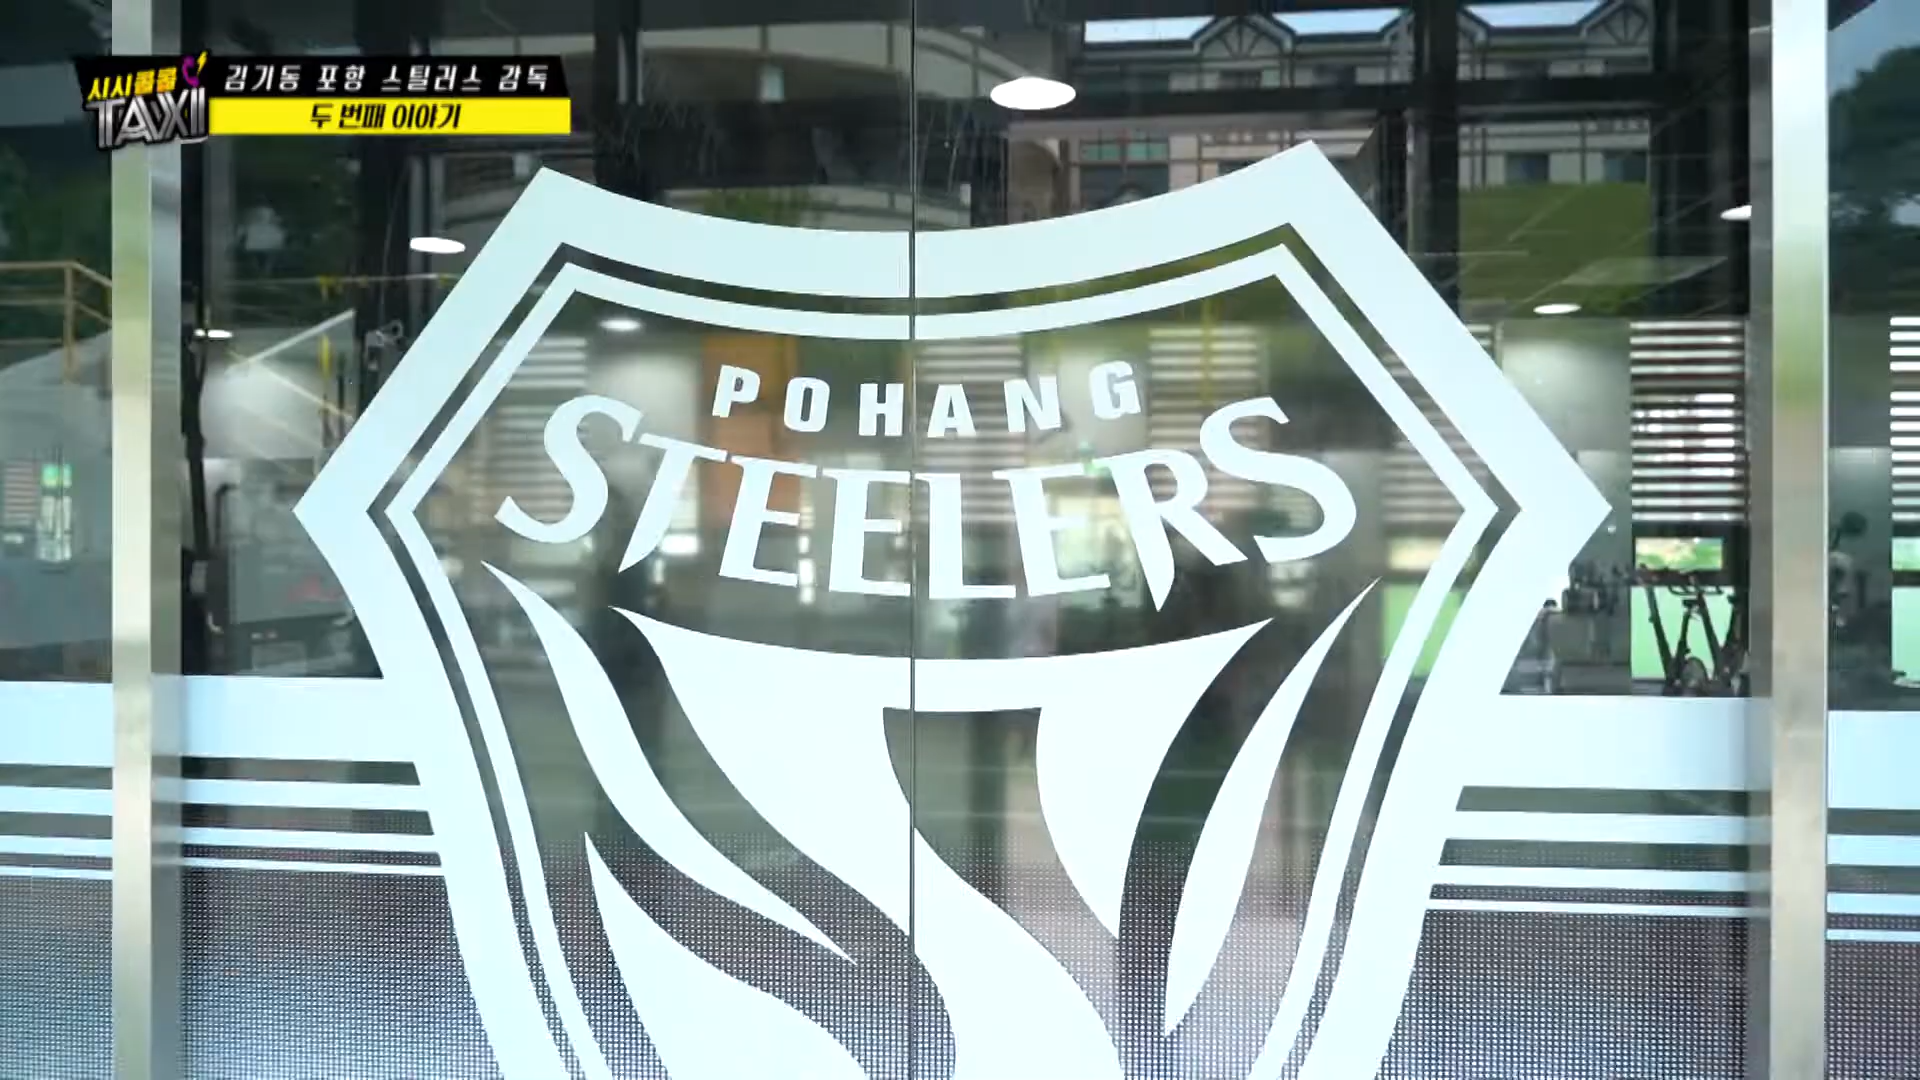 시시콜콜
TAXI
김기동 포항 스틸러스 감독
두 번째 이야기
POHANG
STEELERS